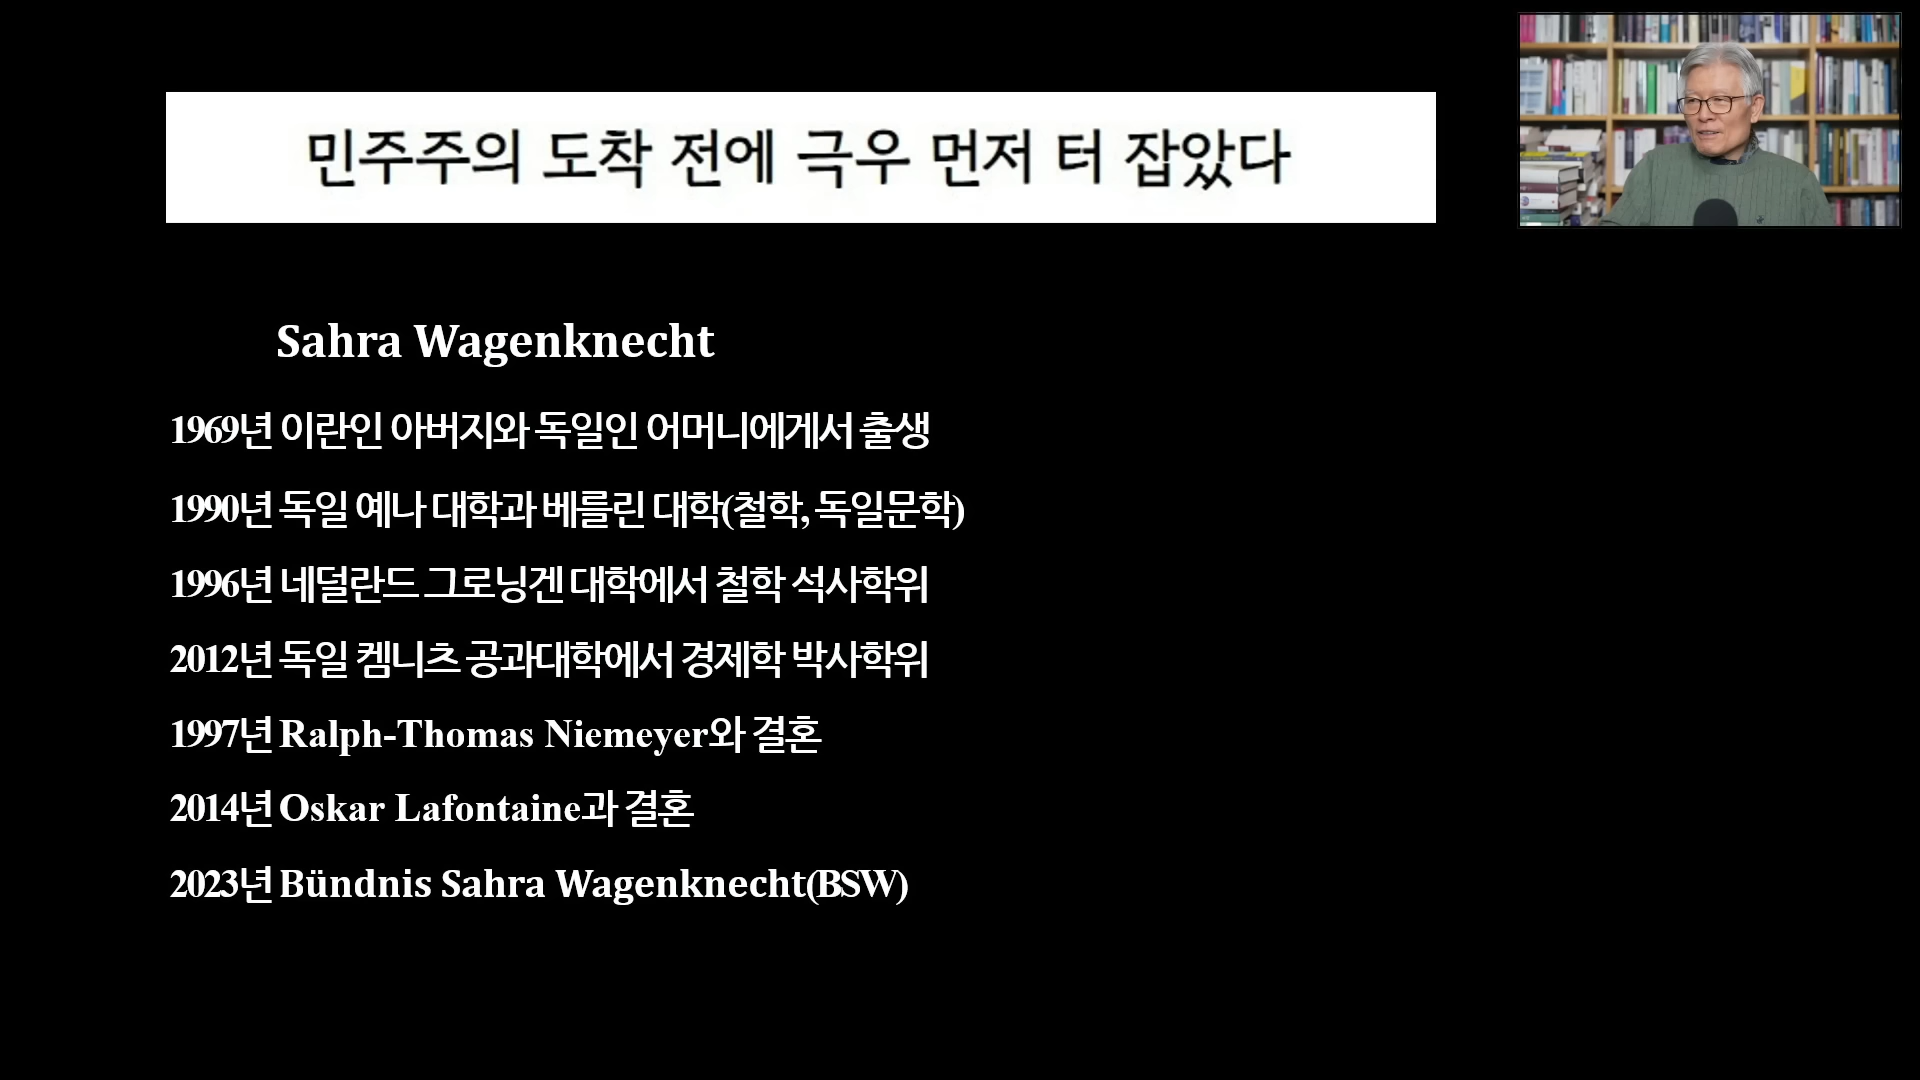 민주주의 도착 전에 극우 먼저 터 잡았다
Sahra Wagenknecht
1969년 이란인 아버지와 독일인 어머니에게서 출생
1990년 독일 예나 대학과 베를린 대학(철학, 독일문학)
1996년 네덜란드 그로닝겐 대학에서 철학 석사학위
2012년 독일 켐니츠 공과대학에서 경제학 박사학위
1997년 Ralph-Thomas Niemeyer와 결혼
2014년 Oskar Lafontaine과 결혼
2023년 Bündnis Sahra Wagenknecht(BSW)